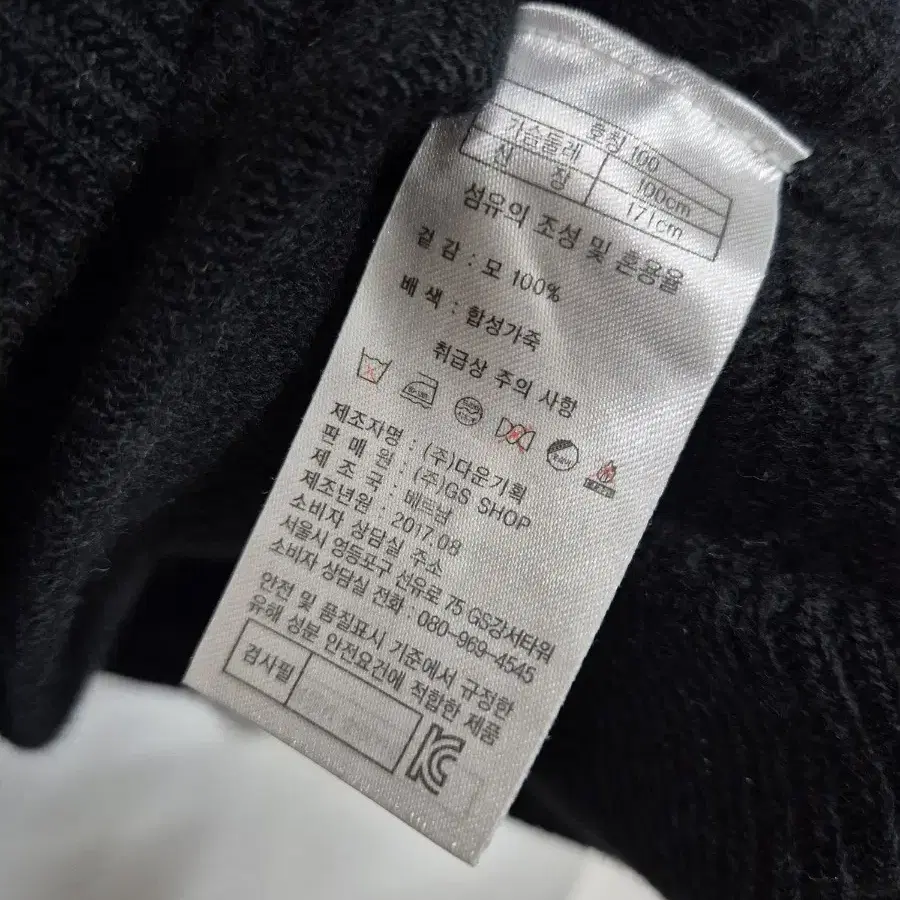 호칭 100
가슴둘레 100cm
신 장 171cm
섬유의 조성 및 혼용율
겉 감 : 모 100%
배 색 : 합성가죽
취급상 주의 사항
제조자명 : (주)다운기획
판 매 원 : (주)GS SHOP
제 조 국 : 베트남
제조년원 : 2017.08
소비자 상담실 주소
서울시 영등포구 선유로 75 GS강서타워
소비자 상담실 전화 : 080-969-4545
안전 및 품질표시 기준에서 규정한
유해 성분 안전요건에 적합한 제품
검사필